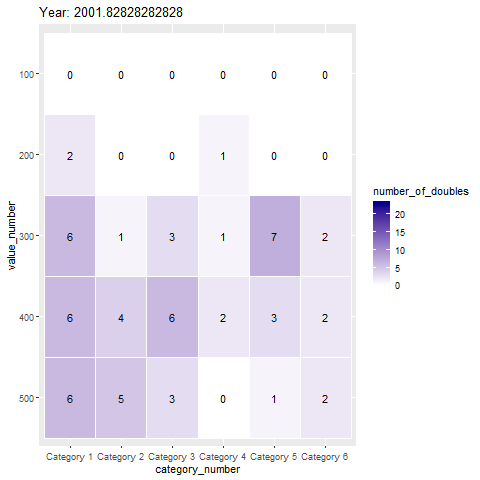 Year: 2001.82828282828
100 0 0 0 0 0 0
200 2 0 0 1 0 0
300 6 1 3 1 7 2
400 6 4 6 2 3 2
500 6 5 3 0 1 2
Category 1 Category 2 Category 3 Category 4 Category 5 Category 6
category_number
value_number
number_of_doubles
20
15
10
5
0